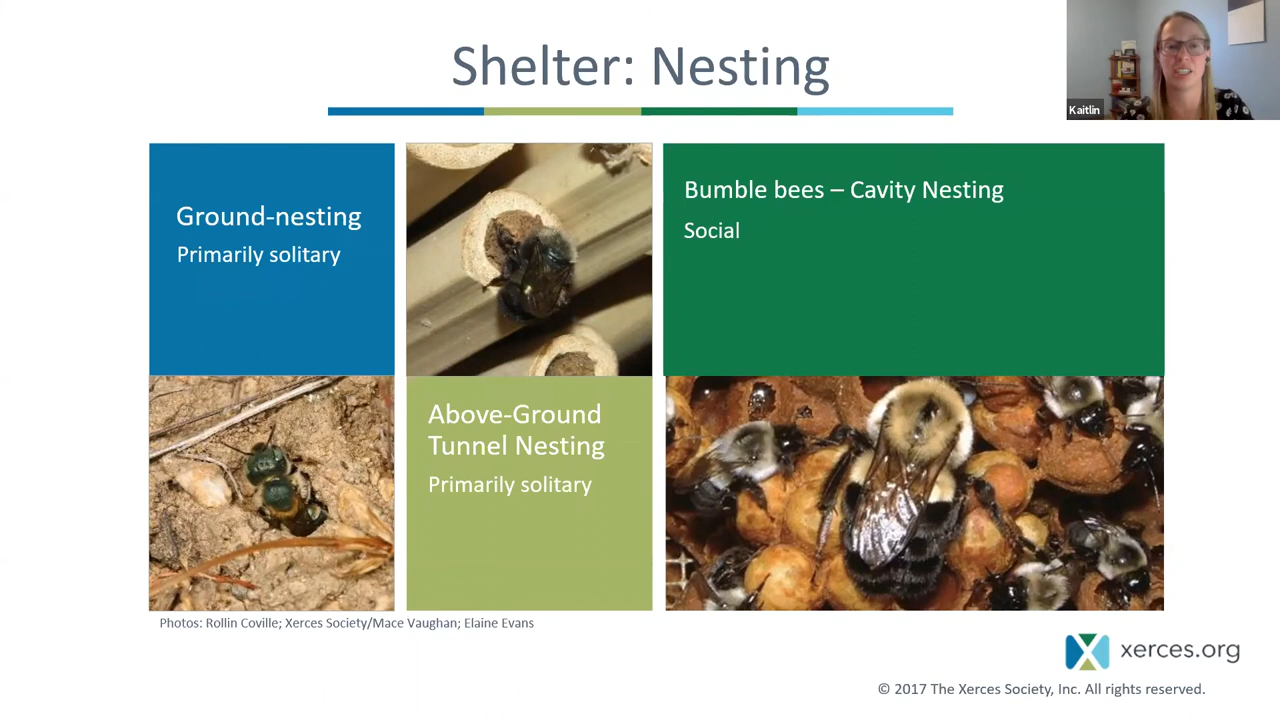 Shelter: Nesting
Kaitlin
Ground-nesting
Primarily solitary
Bumble bees – Cavity Nesting
Social
Above-Ground
Tunnel Nesting
Primarily solitary
Photos: Rollin Coville; Xerces Society/Mace Vaughan; Elaine Evans
xerces.org
© 2017 The Xerces Society, Inc. All rights reserved.